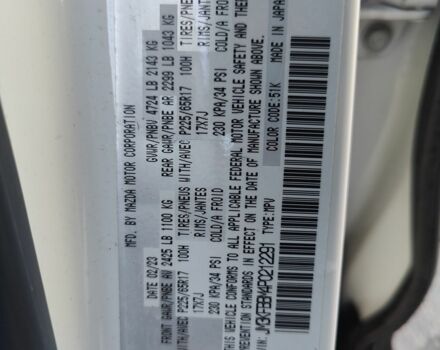 MFD. BY MAZDA MOTOR CORPORATION
DATE 02/23 GVWR/PNBV 4724 LB 2143 KG
FRONT GAWR/PNBE AV 2425 LB 1100 KG REAR GAWR/PNBE AR 2299 LB 1043 KG
WITH/AVEC P225/65R17 100H TIRES/PNEUS WITH/AVEC P225/65R17 100H TIRES/PNE
17X7J RIMS/JANTES 17X7J RIMS/JANTES
230 KPA/34 PSI COLD/A FROID 230 KPA/34 PSI COLD/A FROID
THIS VEHICLE CONFORMS TO ALL APPLICABLE FEDERAL MOTOR VEHICLE SAFETY AND THE
PREVENTION STANDARDS IN EFFECT ON THE DATE OF MANUFACTURE SHOWN ABOVE.
TYPE: MPV COLOR CODE: 51K MADE IN JAPAN